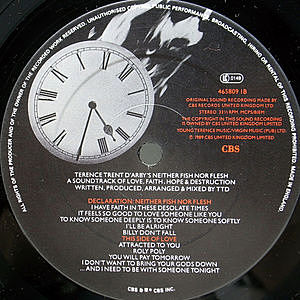 ALL RIGHTS OF THE PRODUCER AND OF THE OWNER OF THE RECORDED WORK RESERVED. UNAUTHORISED COPYING, PUBLIC PERFORMANCE, BROADCASTING, HIRING OR RENTAL OF THIS RECORD PROHIBITED. MADE IN ENGLAND
LC 0149
465809 1B
ORIGINAL SOUND RECORDING MADE BY
CBS RECORDS UNITED KINGDOM LTD
STEREO 33⅓ RPM
THE COPYRIGHT IN THIS SOUND RECORDING
IS OWNED BY CBS UNITED KINGDOM LIMITED
YOUNG TERENCE MUSIC/VIRGIN MUSIC (PUB) LTD.
℗ 1989 CBS UNITED KINGDOM LIMITED
CBS
TERENCE TRENT D'ARBY'S NEITHER FISH NOR FLESH
A SOUNDTRACK OF LOVE, FAITH, HOPE & DESTRUCTION
WRITTEN, PRODUCED, ARRANGED & MIXED BY TTD
DECLARATION: NEITHER FISH NOR FLESH
I HAVE FAITH IN THESE DESOLATE TIMES
IT FEELS SO GOOD TO LOVE SOMEONE LIKE YOU
TO KNOW SOMEONE DEEPLY IS TO KNOW SOMEONE SOFTLY
I'LL BE ALRIGHT
BILLY DON'T FALL
THIS SIDE OF LOVE
ATTRACTED TO YOU
ROLY POLY
YOU WILL PAY TOMORROW
I DON'T WANT TO BRING YOUR GODS DOWN
... AND I NEED TO BE WITH SOMEONE TONIGHT
CBS INC.